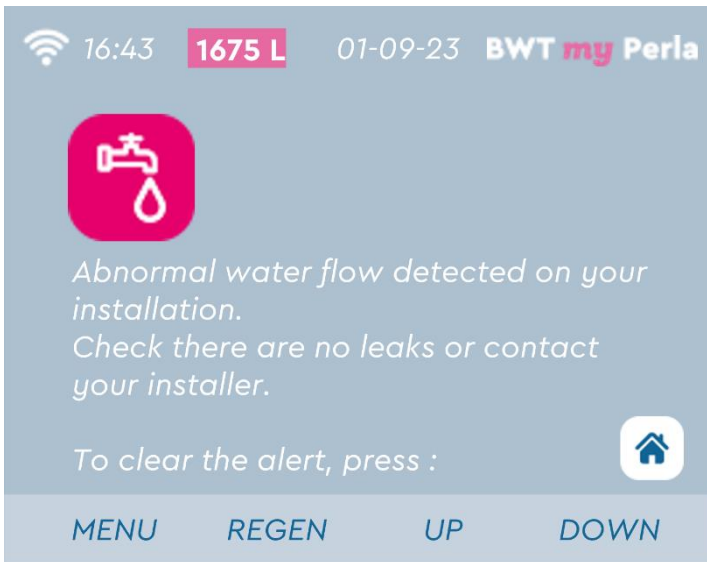 16:43 1675 L 01-09-23 BWT my Perla
Abnormal water flow detected on your
installation.
Check there are no leaks or contact
your installer.
To clear the alert, press :
MENU REGEN UP DOWN